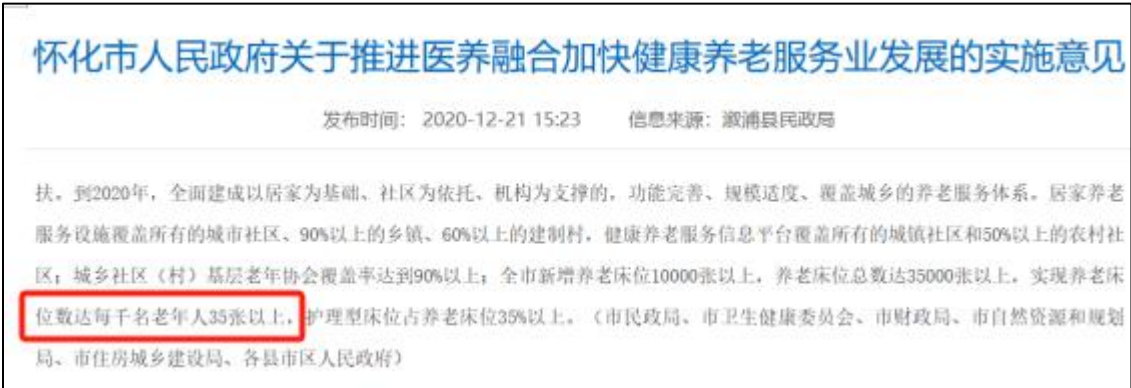 怀化市人民政府关于推进医养融合加快健康养老服务业发展的实施意见
发布时间： 2020-12-21 15:23 信息来源：溆浦县民政局
扶。到2020年，全面建成以居家为基础、社区为依托、机构为支撑的，功能完善、规模适度、覆盖城乡的养老服务体系。居家养老
服务设施覆盖所有的城市社区、90%以上的乡镇、60%以上的建制村，健康养老服务信息平台覆盖所有的城镇社区和50%以上的农村社
区；城乡社区（村）基层老年协会覆盖率达到90%以上；全市新增养老床位10000张以上，养老床位总数达35000张以上，实现养老床
位数达每千名老年人35张以上，护理型床位占养老床位35%以上。（市民政局、市卫生健康委员会、市财政局、市自然资源和规划
局、市住房城乡建设局、各县市区人民政府）